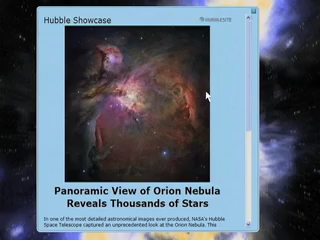 Hubble Showcase
HUBBLESITE
Panoramic View of Orion Nebula
Reveals Thousands of Stars
In one of the most detailed astronomical images ever produced, NASA's Hubble
Space Telescope captured an unprecedented look at the Orion Nebula. This